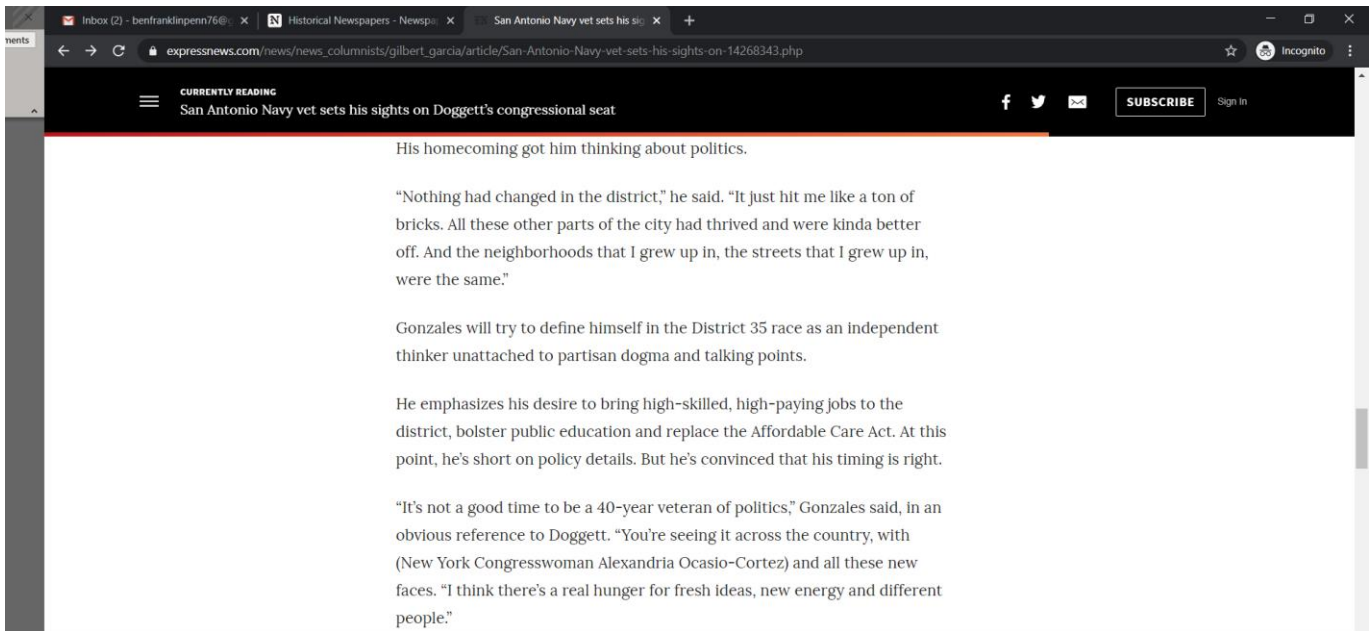 Inbox (2) - benfranklinpenn76@g
Historical Newspapers - Newspa
San Antonio Navy vet sets his sig
ments
expressnews.com/news/news_columnists/gilbert_garcia/article/San-Antonio-Navy-vet-sets-his-sights-on-14268343.php
Incognito
CURRENTLY READING
San Antonio Navy vet sets his sights on Doggett's congressional seat
SUBSCRIBE
Sign In
His homecoming got him thinking about politics.
“Nothing had changed in the district,” he said. “It just hit me like a ton of
bricks. All these other parts of the city had thrived and were kinda better
off. And the neighborhoods that I grew up in, the streets that I grew up in,
were the same.”
Gonzales will try to define himself in the District 35 race as an independent
thinker unattached to partisan dogma and talking points.
He emphasizes his desire to bring high-skilled, high-paying jobs to the
district, bolster public education and replace the Affordable Care Act. At this
point, he’s short on policy details. But he’s convinced that his timing is right.
“It’s not a good time to be a 40-year veteran of politics,” Gonzales said, in an
obvious reference to Doggett. “You’re seeing it across the country, with
(New York Congresswoman Alexandria Ocasio-Cortez) and all these new
faces. “I think there’s a real hunger for fresh ideas, new energy and different
people.”